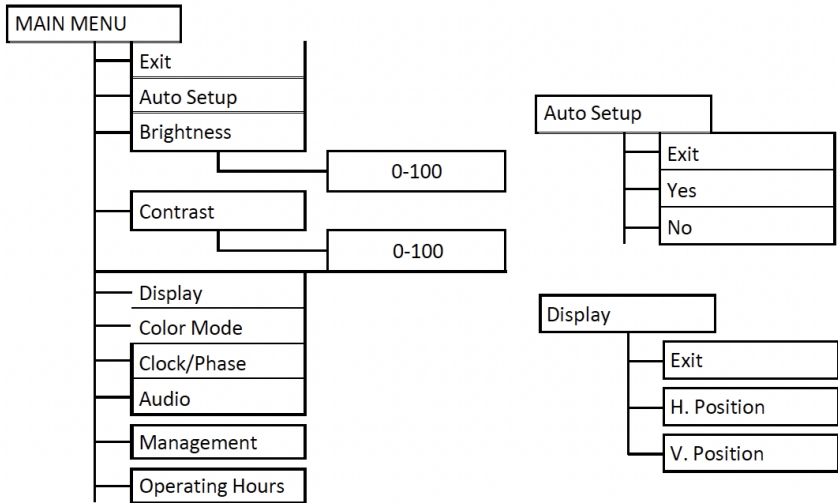 MAIN MENU
Exit
Auto Setup
Brightness
0-100
Contrast
0-100
Display
Color Mode
Clock/Phase
Audio
Management
Operating Hours
Auto Setup
Exit
Yes
No
Display
Exit
H. Position
V. Position